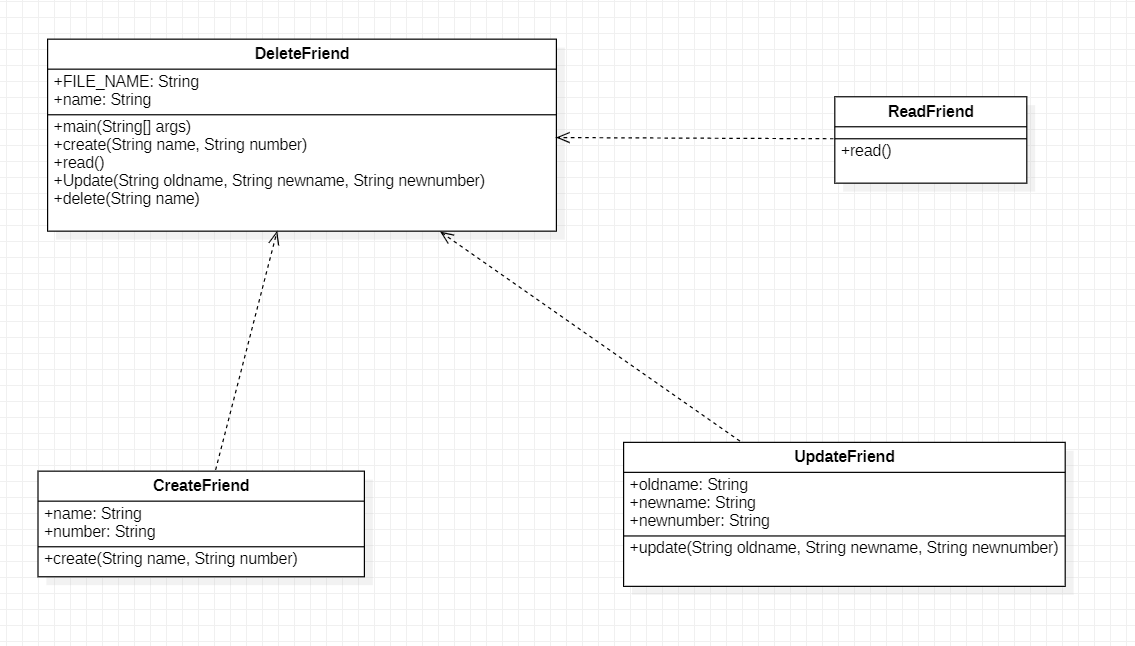 DeleteFriend
+FILE_NAME: String
+name: String
+main(String[] args)
+create(String name, String number)
+read()
+Update(String oldname, String newname, String newnumber)
+delete(String name)
ReadFriend
+read()
CreateFriend
+name: String
+number: String
+create(String name, String number)
UpdateFriend
+oldname: String
+newname: String
+newnumber: String
+update(String oldname, String newname, String newnumber)